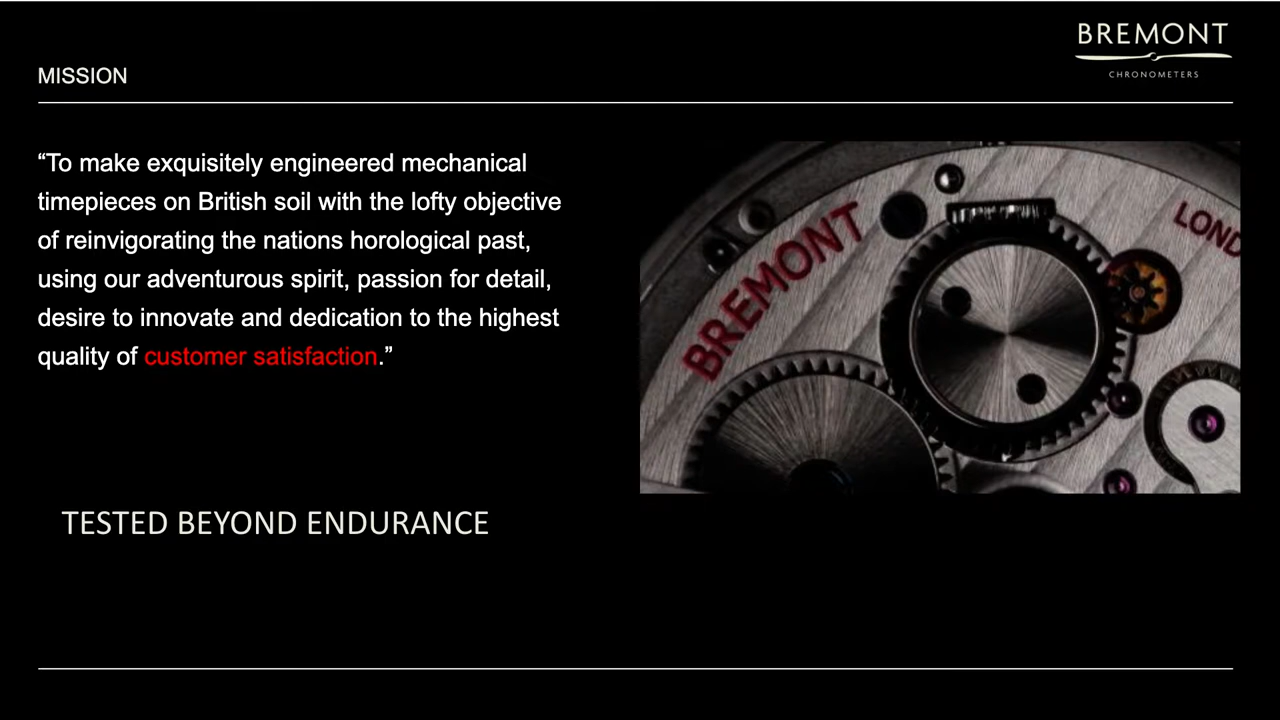 BREMONT
CHRONOMETERS
MISSION
“To make exquisitely engineered mechanical
timepieces on British soil with the lofty objective
of reinvigorating the nations horological past,
using our adventurous spirit, passion for detail,
desire to innovate and dedication to the highest
quality of customer satisfaction.”
BREMONT
LOND
TESTED BEYOND ENDURANCE